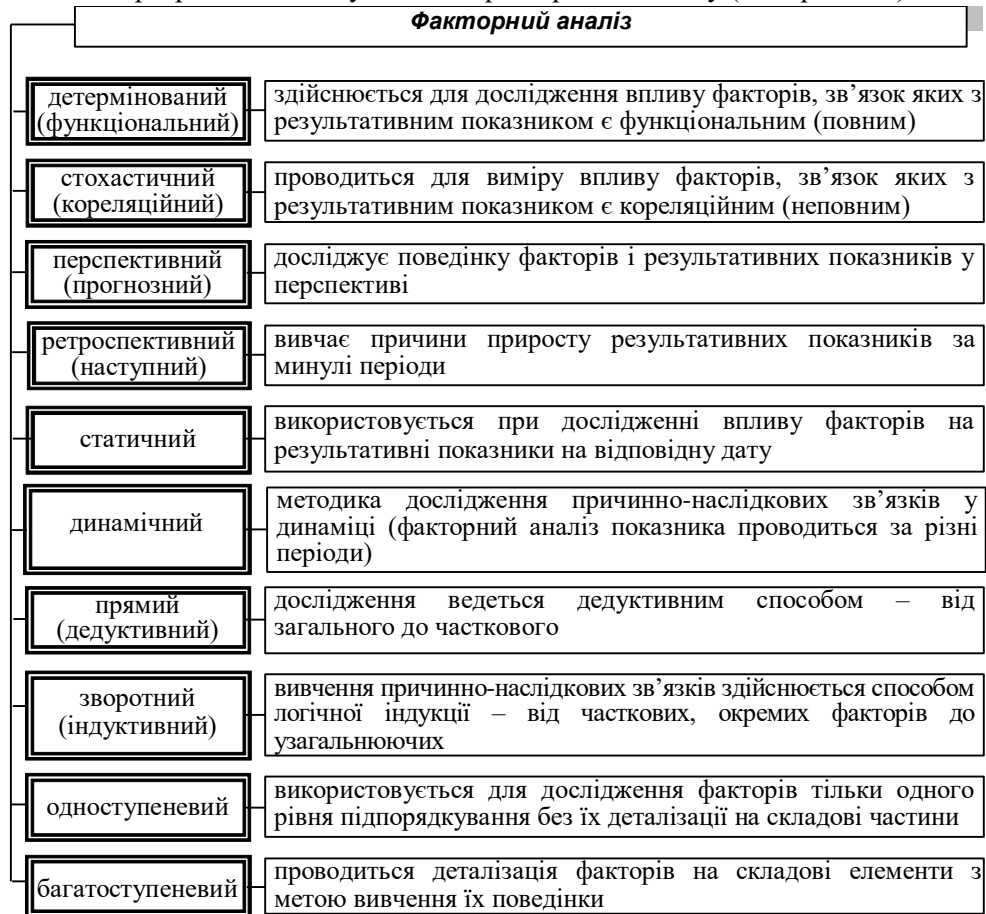 Факторний аналіз
детермінований
(функціональний)
здійснюється для дослідження впливу факторів, зв’язок яких з
результативним показником є функціональним (повним)
стохастичний
(кореляційний)
проводиться для виміру впливу факторів, зв’язок яких з
результативним показником є кореляційним (неповним)
перспективний
(прогнозний)
досліджує поведінку факторів і результативних показників у
перспективі
ретроспективний
(наступний)
вивчає причини приросту результативних показників за
минулі періоди
статичний
використовується при дослідженні впливу факторів на
результативні показники на відповідну дату
динамічний
методика дослідження причинно-наслідкових зв’язків у
динаміці (факторний аналіз показника проводиться за різні
періоди)
прямий
(дедуктивний)
дослідження ведеться дедуктивним способом – від
загального до часткового
зворотний
(індуктивний)
вивчення причинно-наслідкових зв’язків здійснюється способом
логічної індукції – від часткових, окремих факторів до
узагальнюючих
одноступеневий
використовується для дослідження факторів тільки одного
рівня підпорядкування без їх деталізації на складові частини
багатоступеневий
проводиться деталізація факторів на складові елементи з
метою вивчення їх поведінки